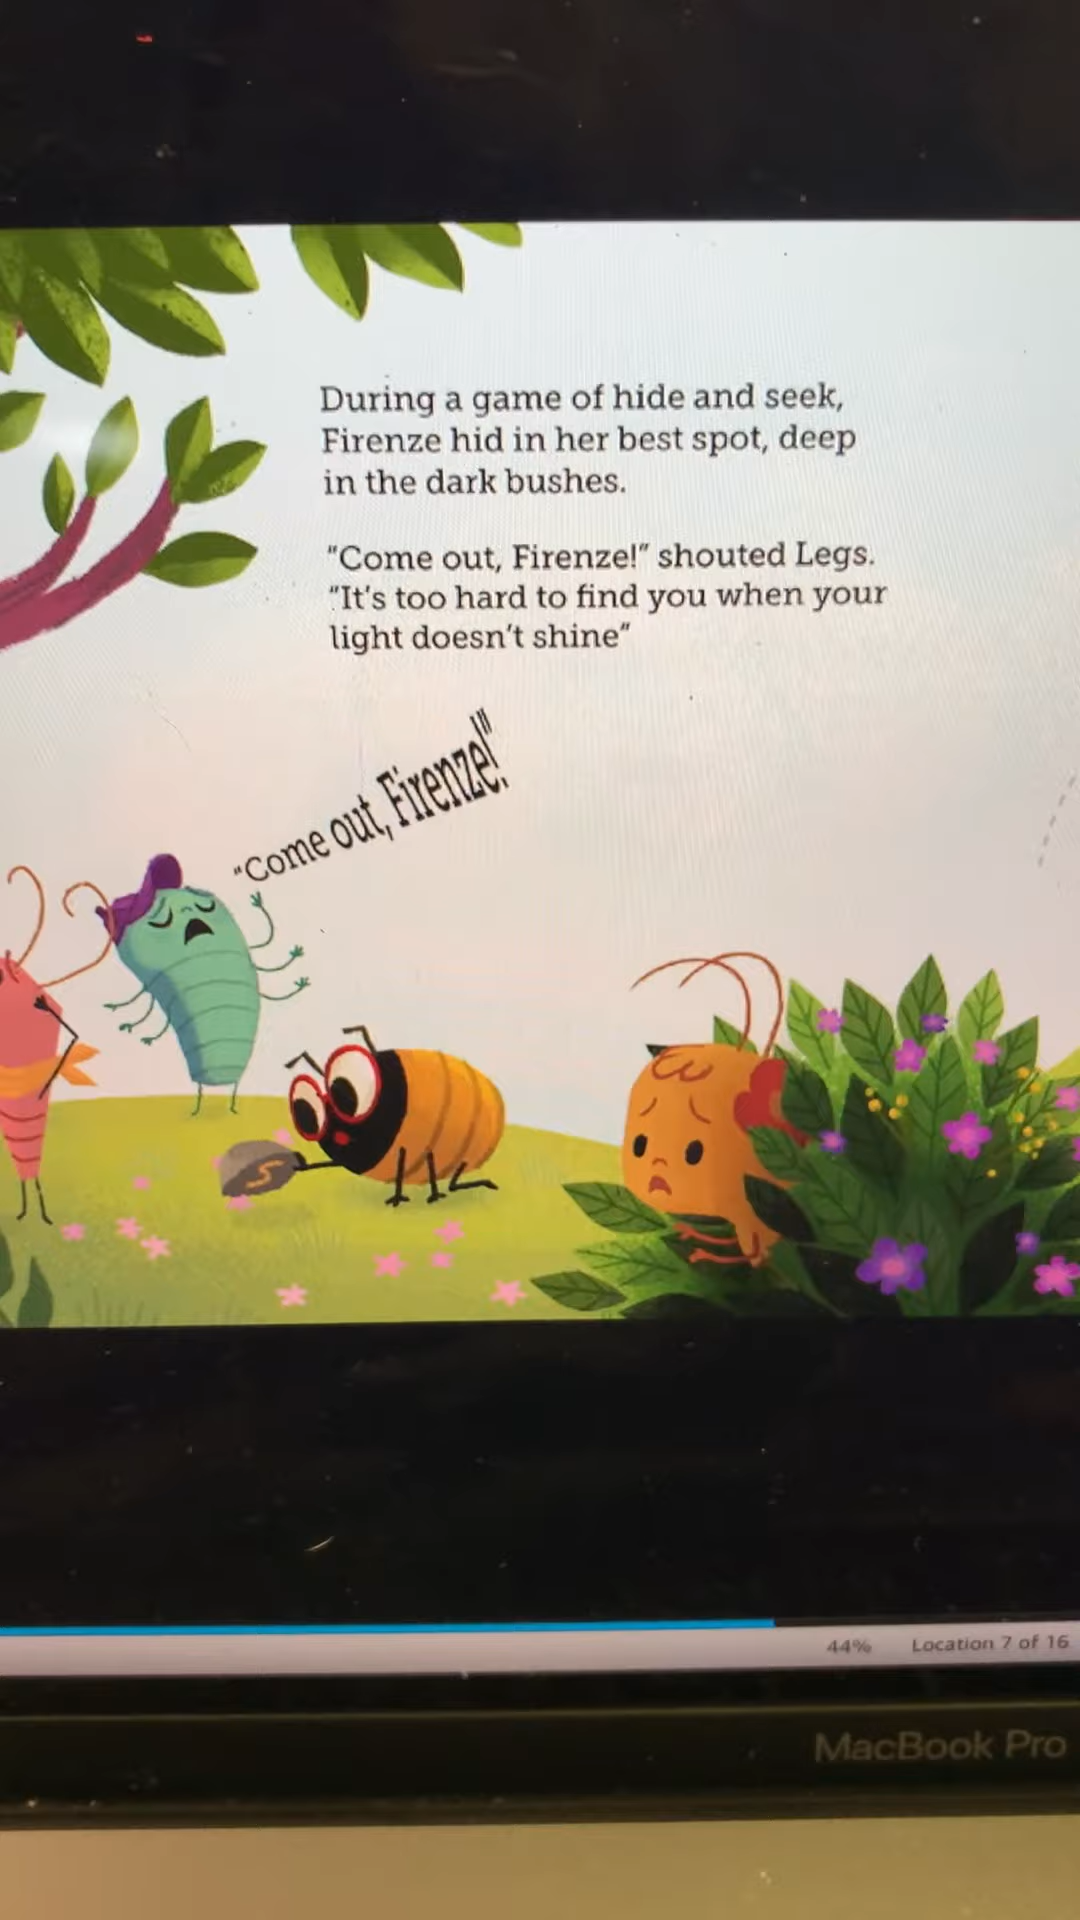 During a game of hide and seek,
Firenze hid in her best spot, deep
in the dark bushes.
"Come out, Firenze!" shouted Legs.
"It's too hard to find you when your
light doesn't shine"
"Come out, Firenze!"
S
44% Location 7 of 16
MacBook Pro